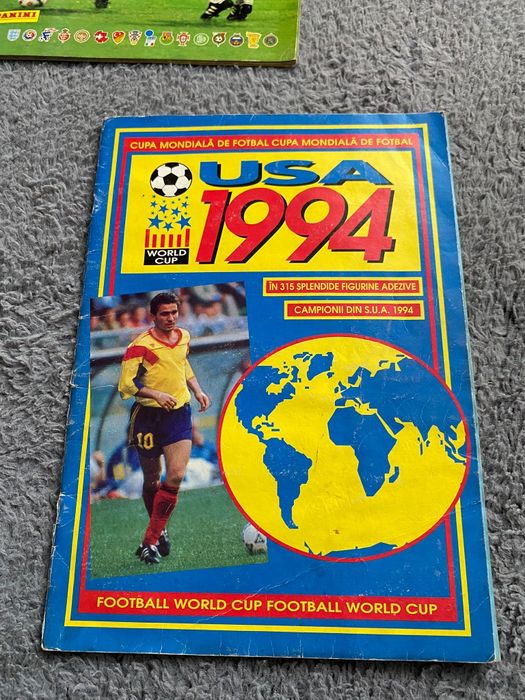 PANINI
CUPA MONDIALĂ DE FOTBAL CUPA MONDIALĂ DE FOTBAL
USA
1994
WORLD
CUP
ÎN 315 SPLENDIDE FIGURINE ADEZIVE
CAMPIONII DIN S.U.A. 1994
10
FOOTBALL WORLD CUP FOOTBALL WORLD CUP